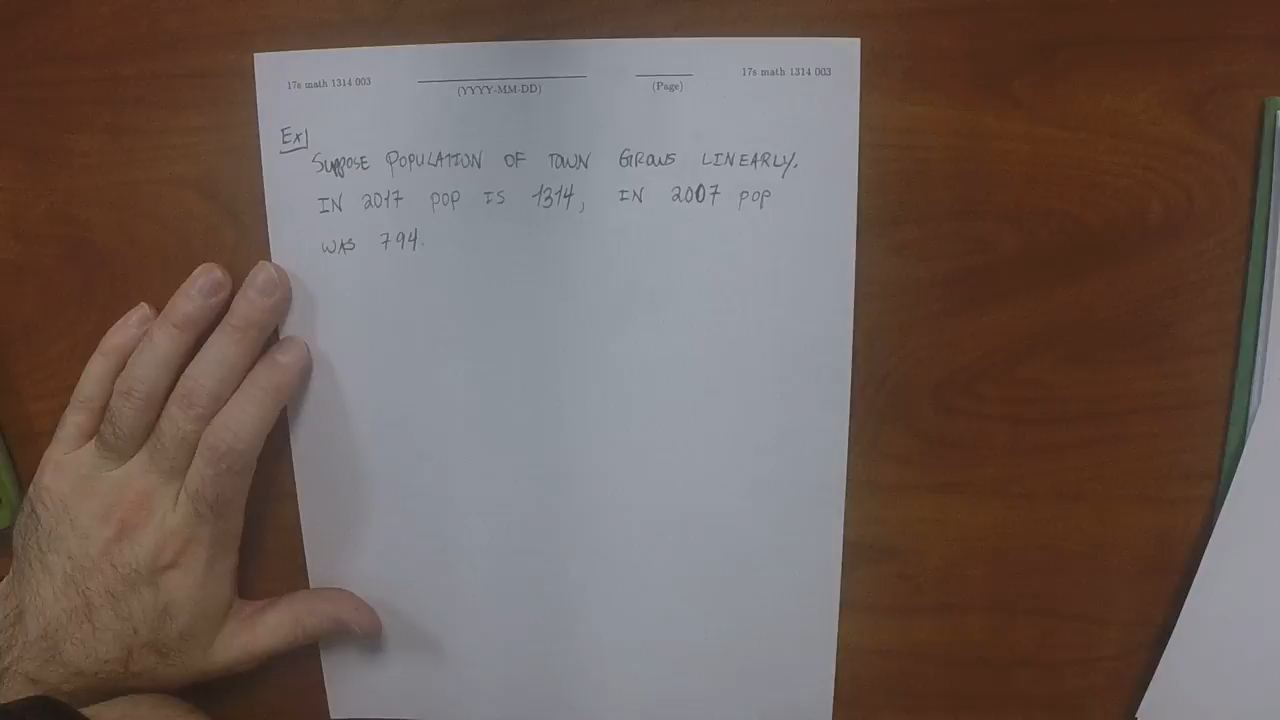 17s math 1314 003
(YYYY-MM-DD)
(Page)
17s math 1314 003
Ex
SUPPOSE POPULATION OF TOWN GROWS LINEARLY.
IN 2017 POP IS 1314, IN 2007 POP
WAS 794.